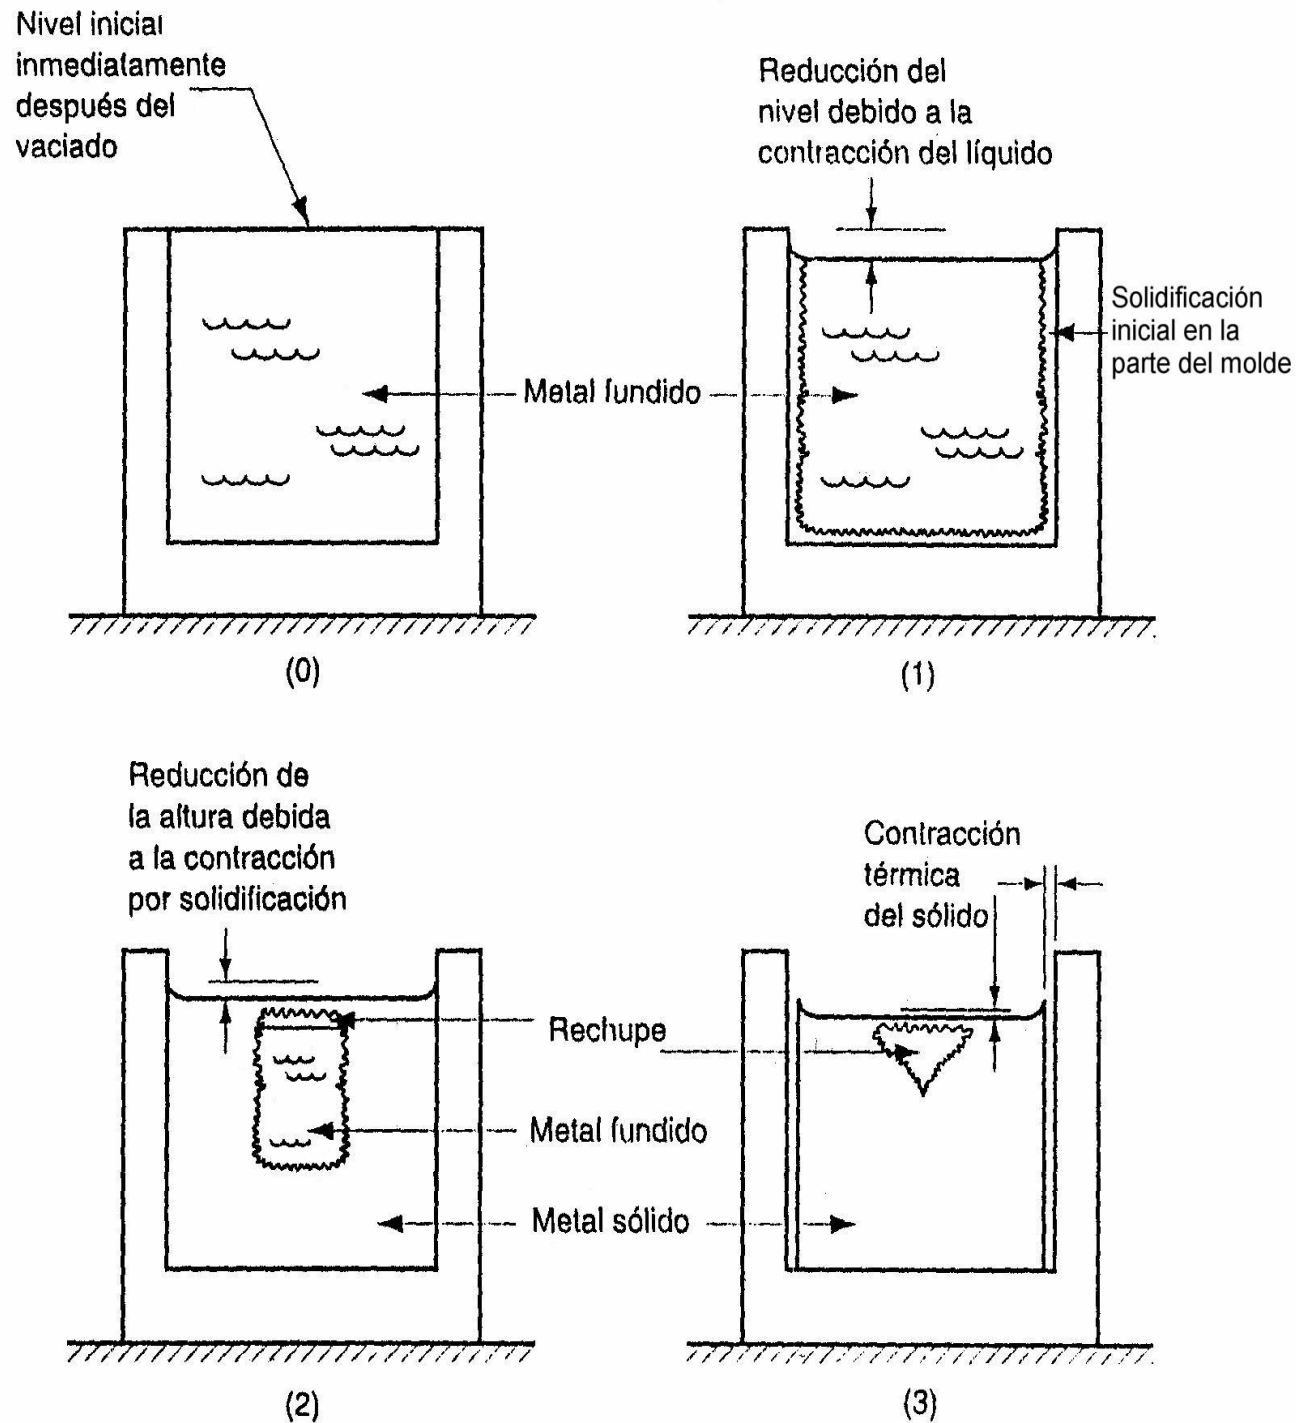 Nivel inicial
inmediatamente
después del
vaciado
Reducción del
nivel debido a la
contracción del líquido
Solidificación
inicial en la
parte del molde
Metal fundido
(0)
(1)
Reducción de
la altura debida
a la contracción
por solidificación
Contracción
térmica
del sólido
Rechupe
Metal fundido
Metal sólido
(2)
(3)